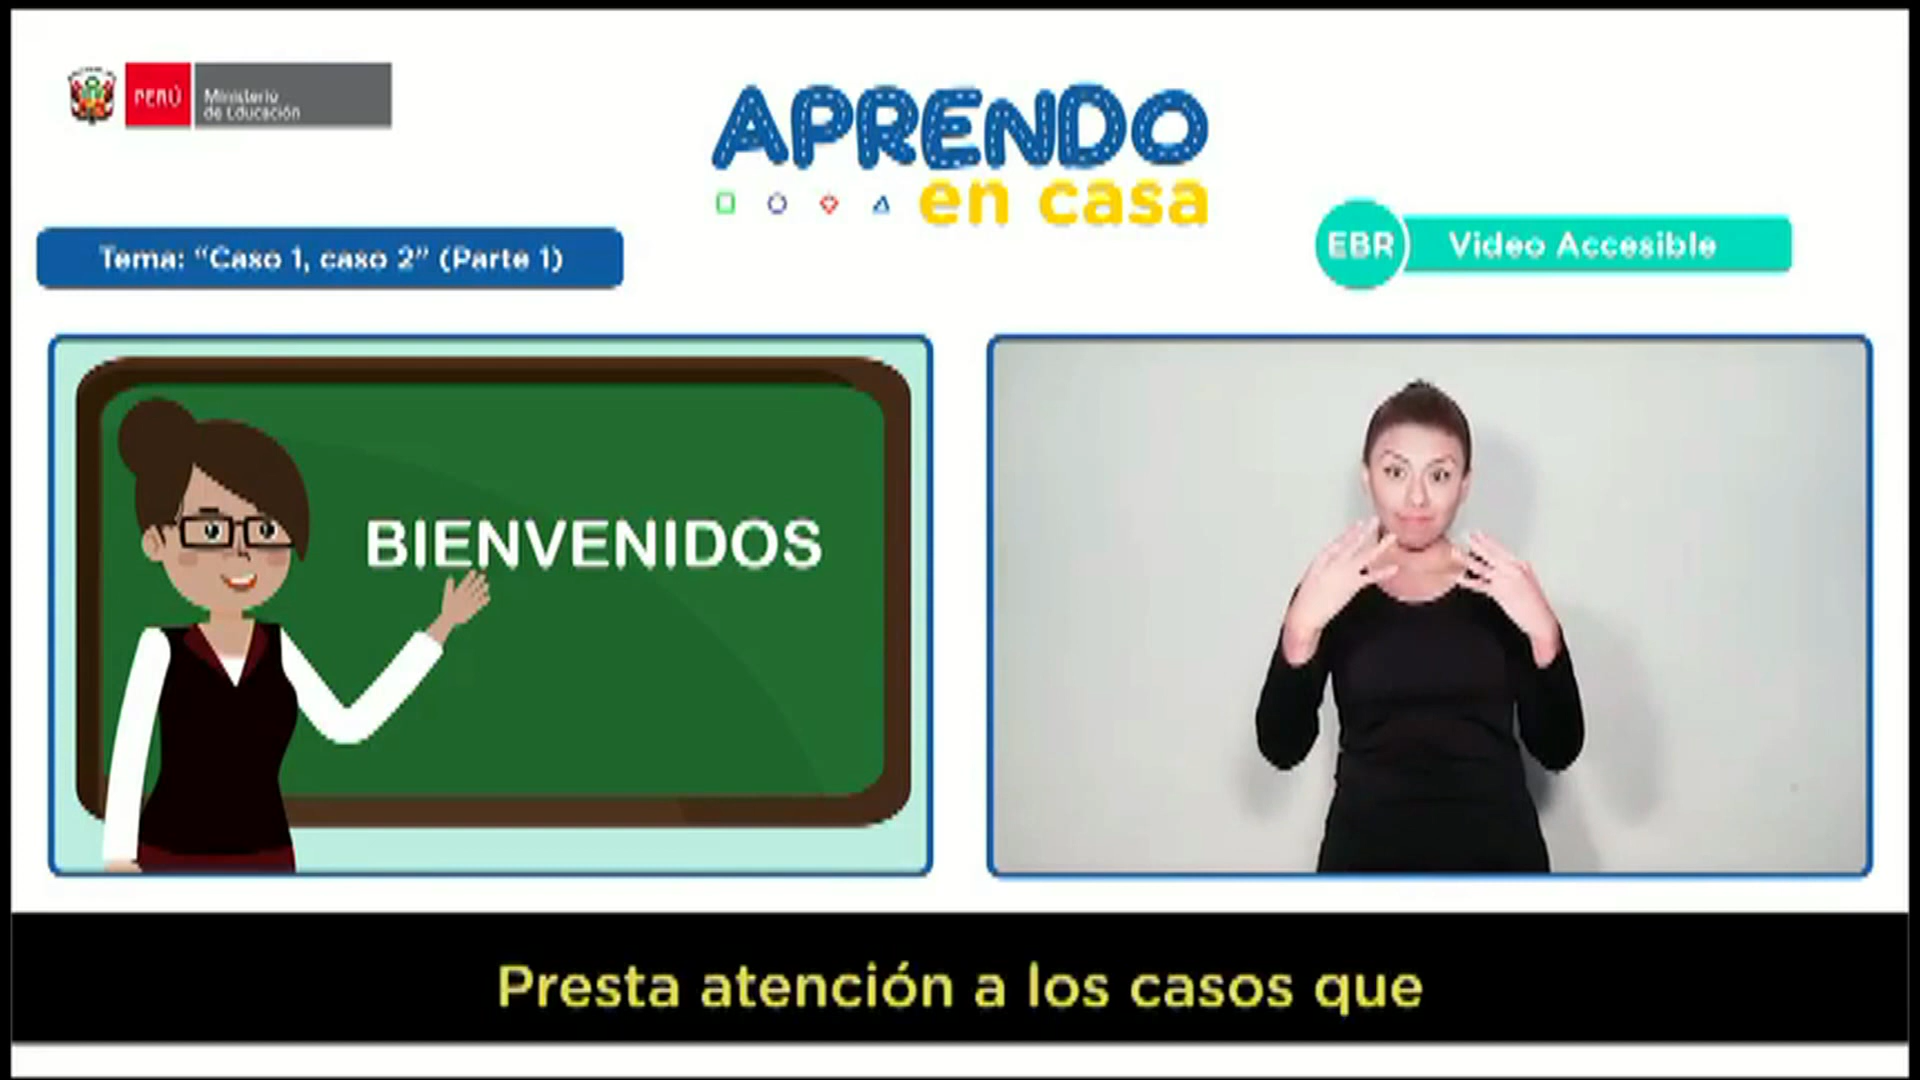 PERÚ
Ministerio
de Educación
APRENDO
en casa
Tema: “Caso 1, caso 2” (Parte 1)
EBR
Video Accesible
BIENVENIDOS
Presta atención a los casos que